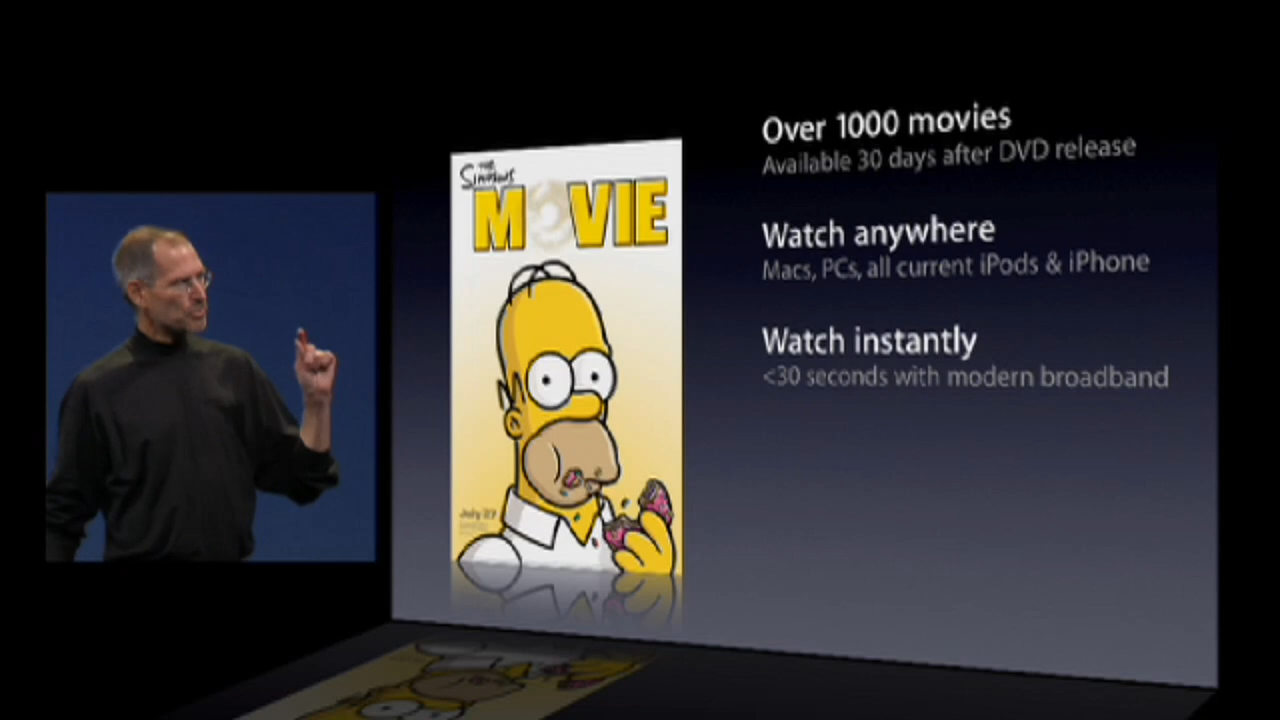 THE
SIMPSONS
MOVIE
July 27
Over 1000 movies
Available 30 days after DVD release
Watch anywhere
Macs, PCs, all current iPods & iPhone
Watch instantly
<30 seconds with modern broadband